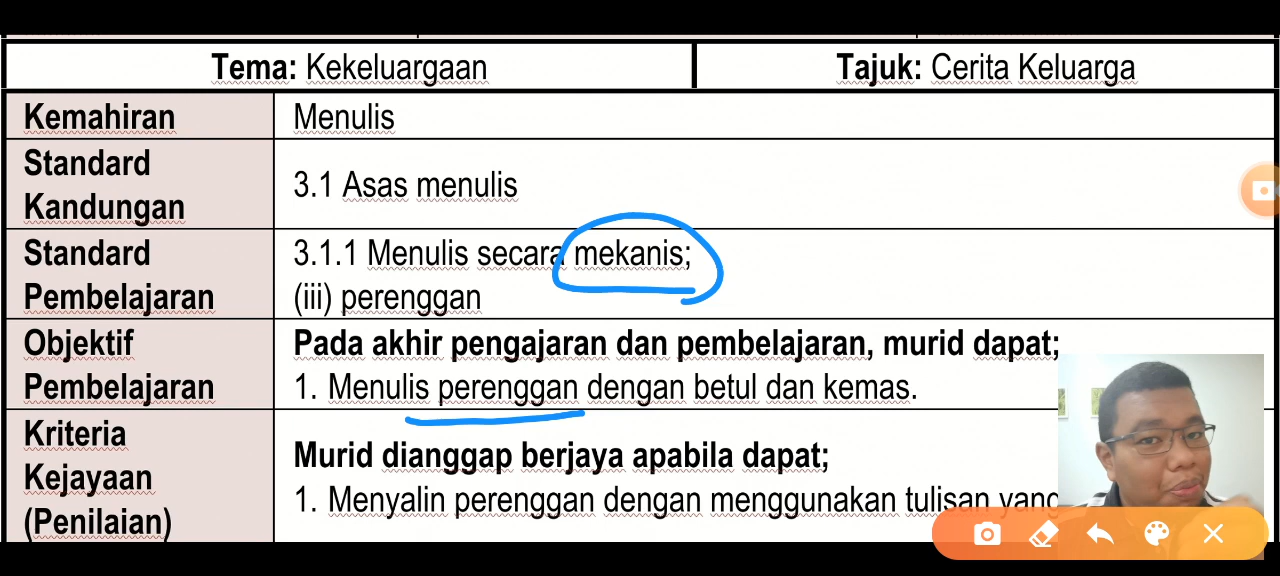 Tema: Kekeluargaan
Tajuk: Cerita Keluarga
Kemahiran
Menulis
Standard
Kandungan
3.1 Asas menulis
Standard
Pembelajaran
3.1.1 Menulis secara mekanis;
(iii) perenggan
Objektif
Pembelajaran
Pada akhir pengajaran dan pembelajaran, murid dapat;
1. Menulis perenggan dengan betul dan kemas.
Kriteria
Kejayaan
(Penilaian)
Murid dianggap berjaya apabila dapat;
1. Menyalin perenggan dengan menggunakan tulisan yang